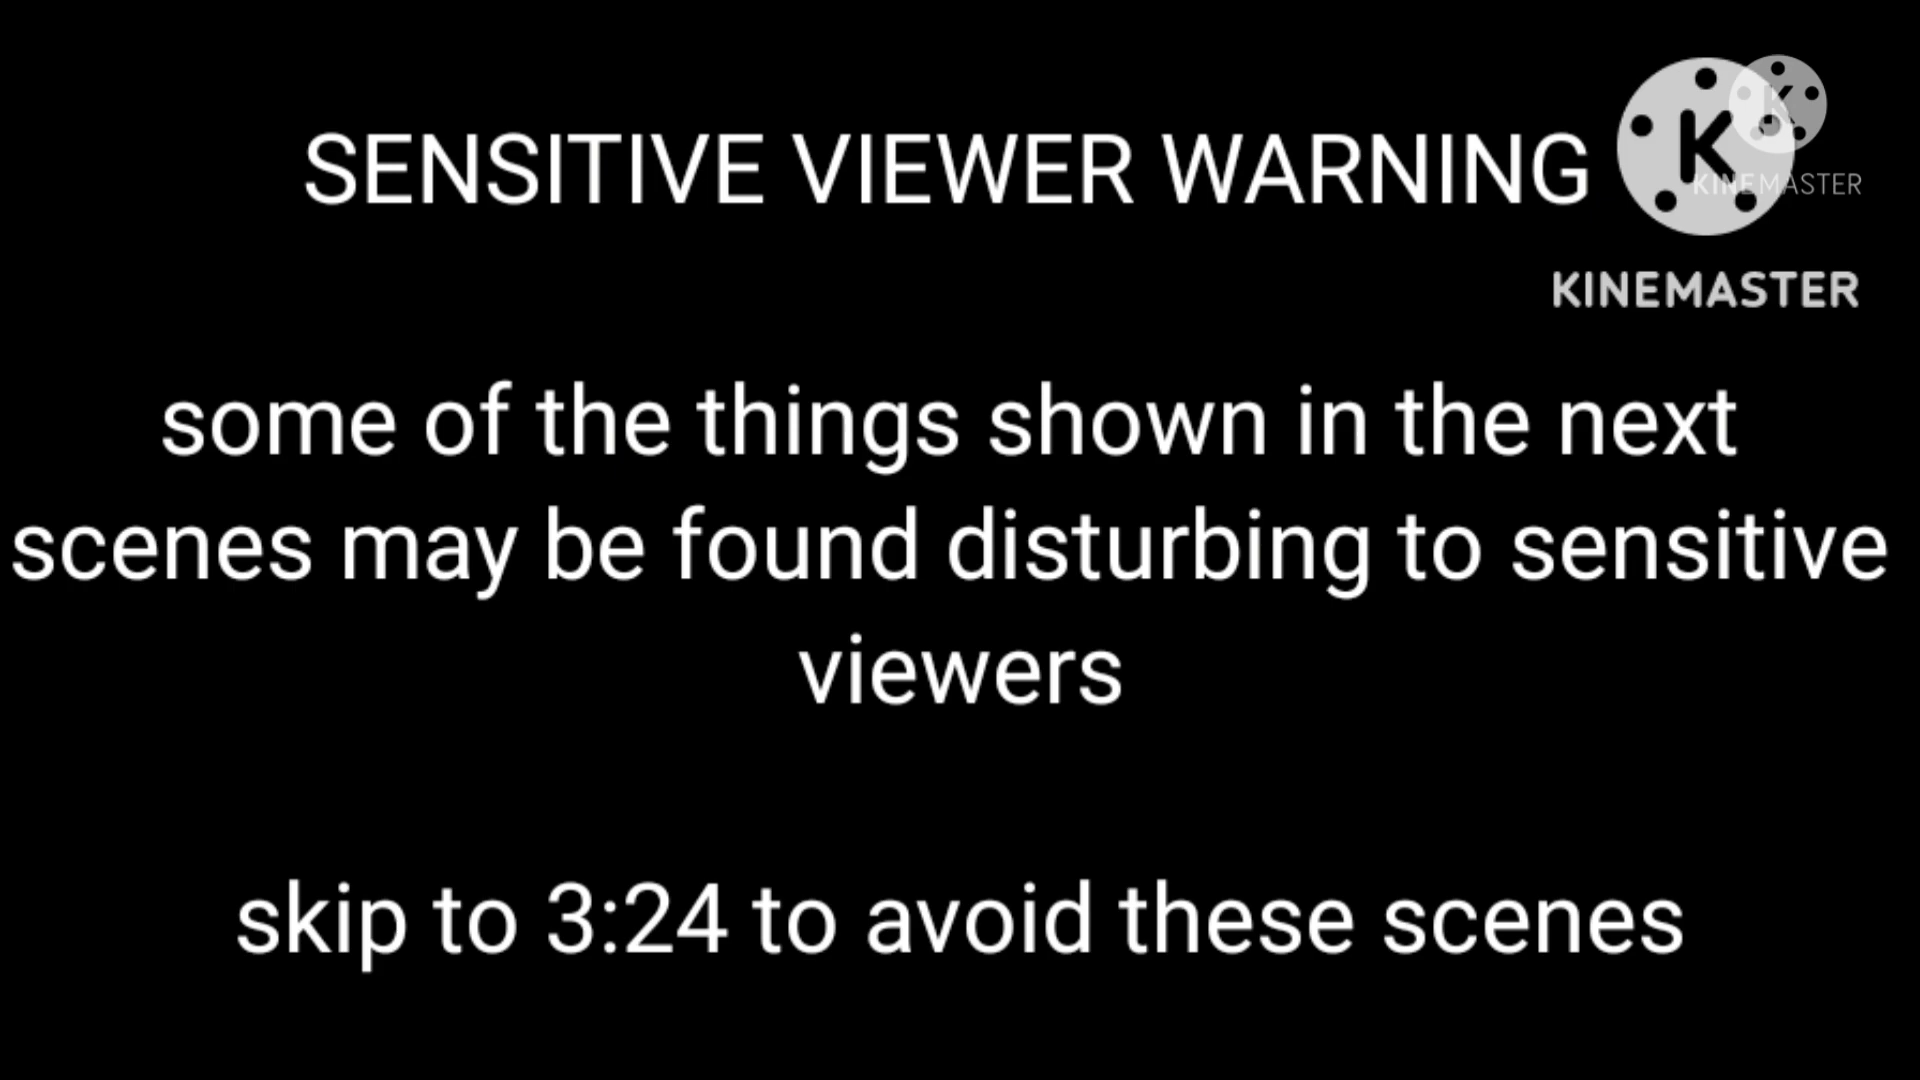 SENSITIVE VIEWER WARNING
K
K
KINEMASTER
KINEMASTER
some of the things shown in the next
scenes may be found disturbing to sensitive
viewers
skip to 3:24 to avoid these scenes